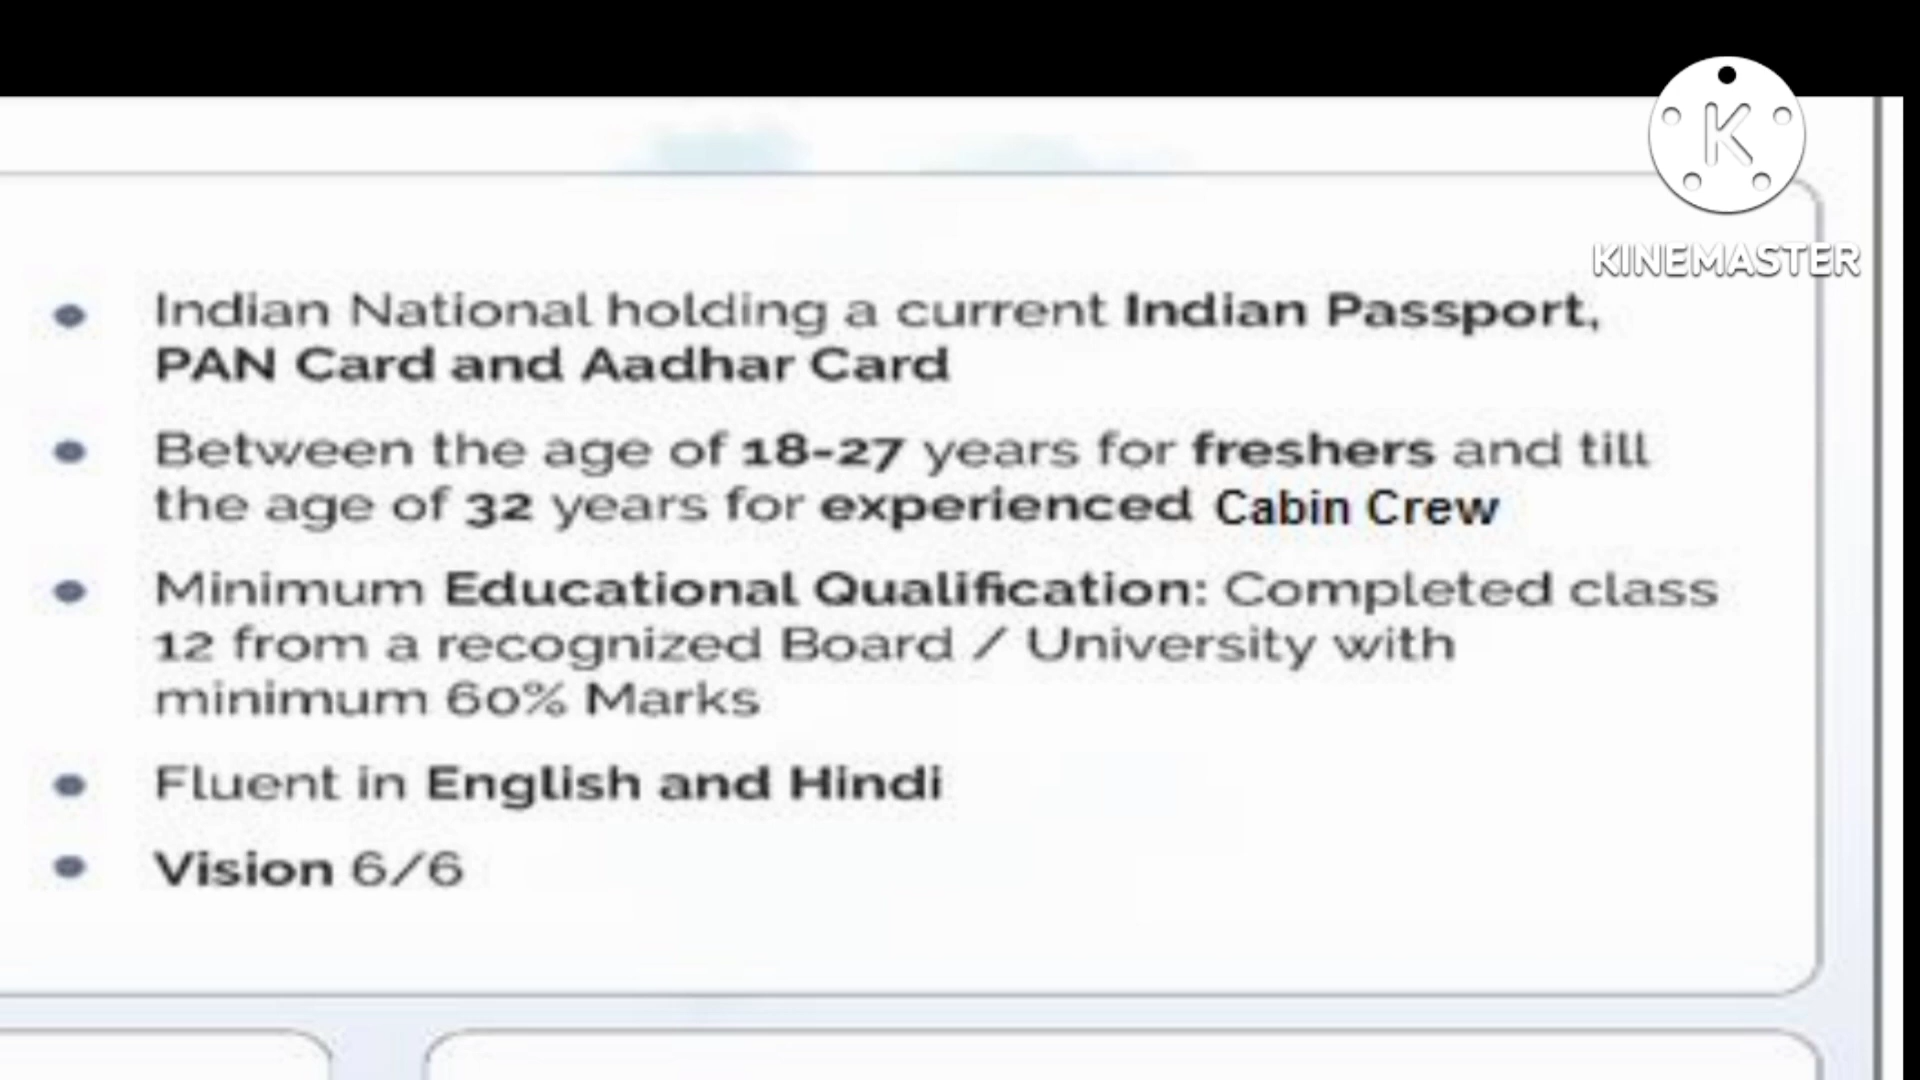 K
KINEMASTER
Indian National holding a current Indian Passport,
PAN Card and Aadhar Card
Between the age of 18-27 years for freshers and till
the age of 32 years for experienced Cabin Crew
Minimum Educational Qualification: Completed class
12 from a recognized Board / University with
minimum 60% Marks
Fluent in English and Hindi
Vision 6/6